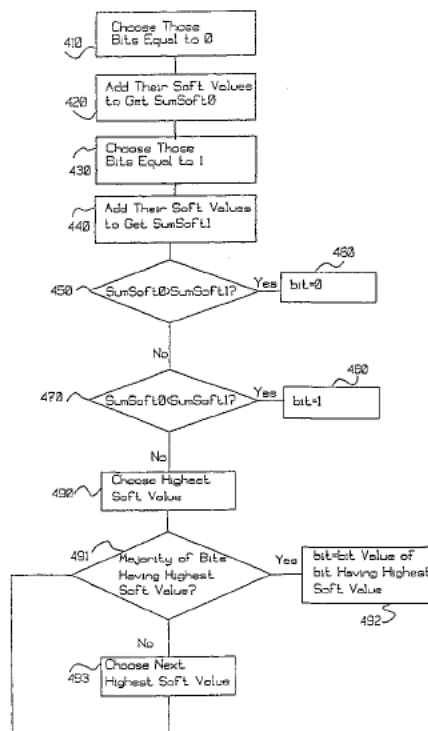 410
Choose Those
Bits Equal to 0
420
Add Their Soft Values
to Get SumSoft0
430
Choose Those
Bits Equal to 1
440
Add Their Soft Values
to Get SumSoft1
450
SumSoft0>SumSoft1?
Yes
460
bit=0
No
470
SumSoft0<SumSoft1?
Yes
480
bit=1
No
490
Choose Highest
Soft Value
491
Majority of Bits
Having Highest
Soft Value?
Yes
bit=bit Value of
bit Having Highest
Soft Value
492
No
493
Choose Next
Highest Soft Value